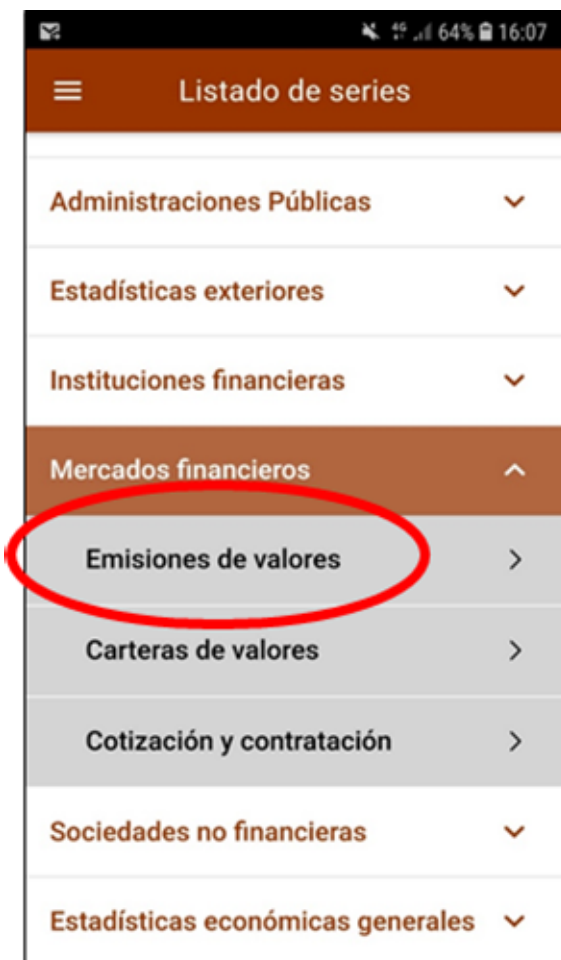 4G 64% 16:07
Listado de series
Administraciones Públicas
Estadísticas exteriores
Instituciones financieras
Mercados financieros
Emisiones de valores
Carteras de valores
Cotización y contratación
Sociedades no financieras
Estadísticas económicas generales